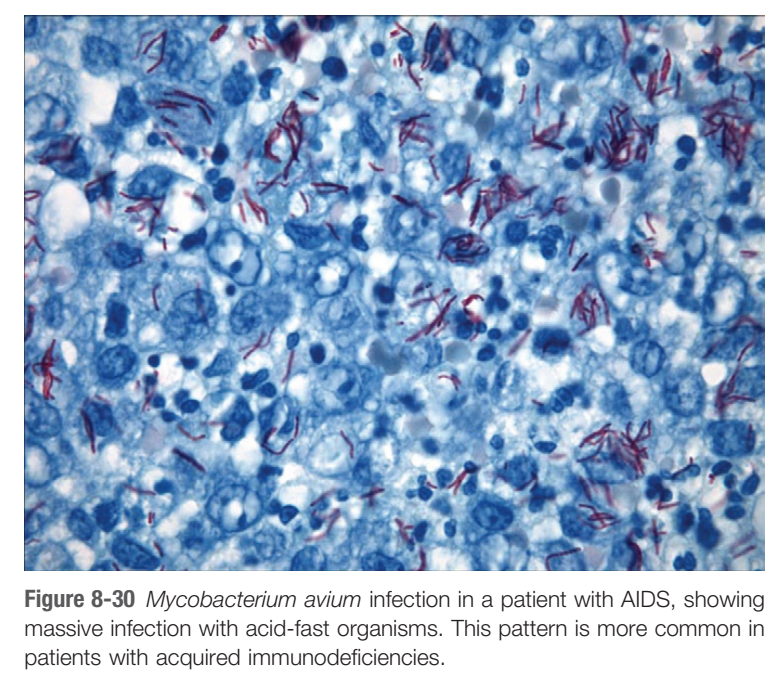 Figure 8-30 Mycobacterium avium infection in a patient with AIDS, showing
massive infection with acid-fast organisms. This pattern is more common in
patients with acquired immunodeficiencies.